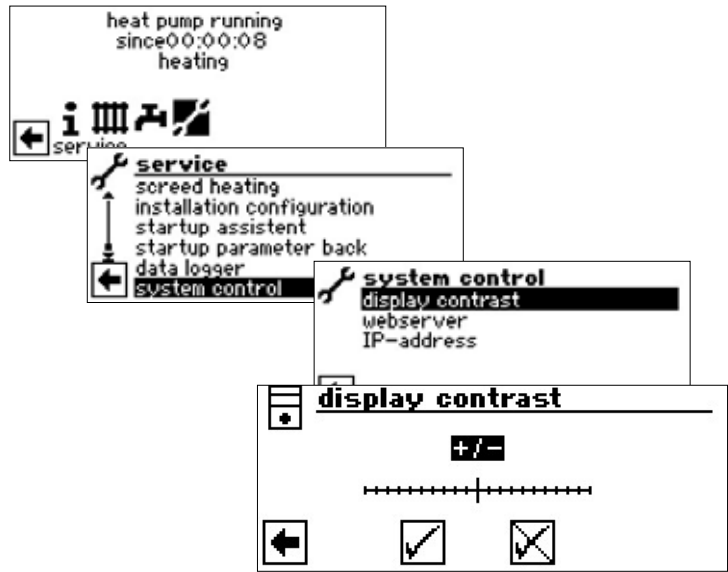 heat pump running
since00:00:08
heating
service
service
screed heating
installation configuration
startup assistent
startup parameter back
data logger
system control
system control
display contrast
webserver
IP-address
display contrast
+/-